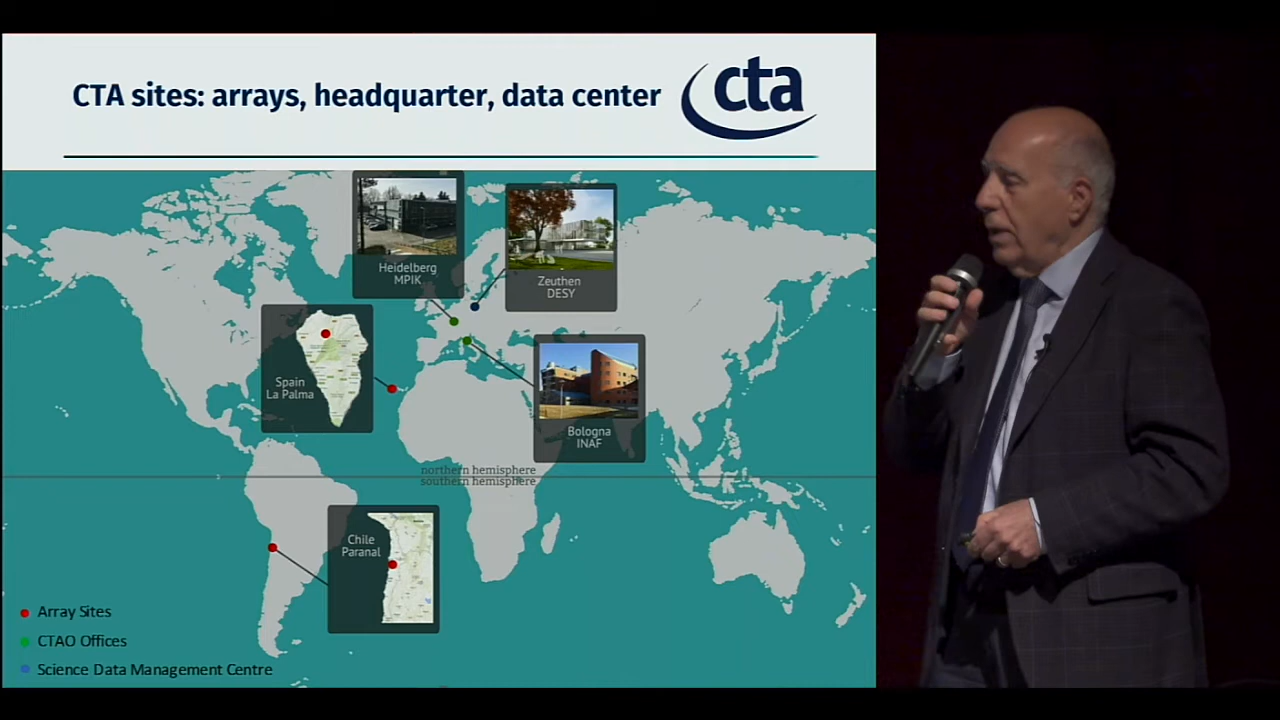 CTA sites: arrays, headquarter, data center
cta
Heidelberg
MPIK
Zeuthen
DESY
Spain
La Palma
Bologna
INAF
northern hemisphere
southern hemisphere
Chile
Paranal
Array Sites
CTAO Offices
Science Data Management Centre